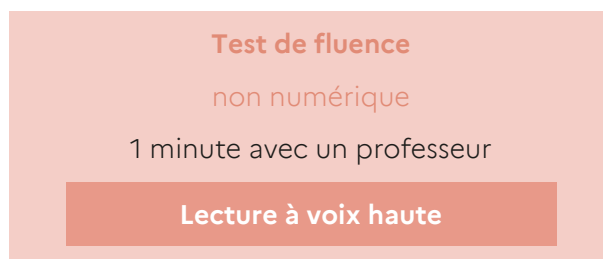 Test de fluence
non numérique
1 minute avec un professeur
Lecture à voix haute